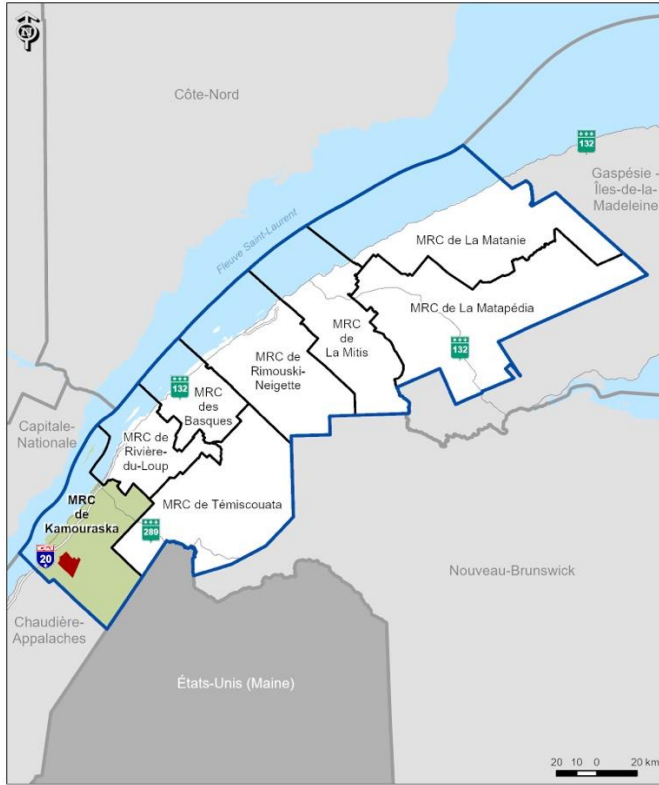 N
Côte-Nord
132
Gaspésie -
Îles-de-la-
Madeleine
Fleuve Saint-Laurent
MRC de La Matanie
MRC de La Matapédia
MRC
de
La Mitis
132
MRC de
Rimouski-
Neigette
132
MRC
des
Basques
Capitale-
Nationale
MRC de
Rivière-
du-Loup
MRC
de
Kamouraska
MRC de Témiscouata
289
20
Nouveau-Brunswick
Chaudière-
Appalaches
États-Unis (Maine)
20 10 0 20 km